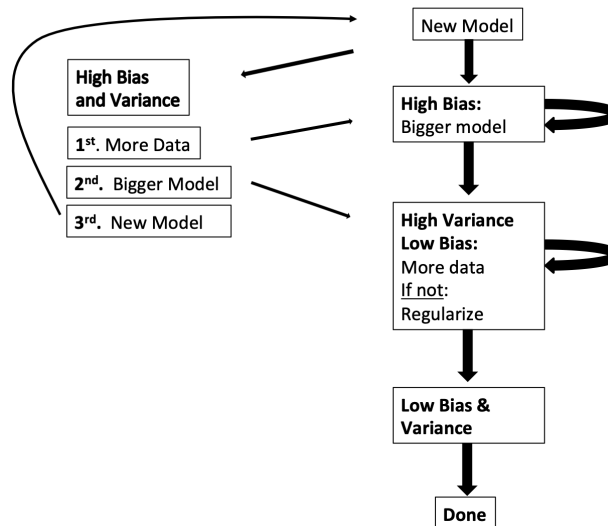 New Model
High Bias
and Variance
1st. More Data
2nd. Bigger Model
3rd. New Model
High Bias:
Bigger model
High Variance
Low Bias:
More data
If not:
Regularize
Low Bias &
Variance
Done